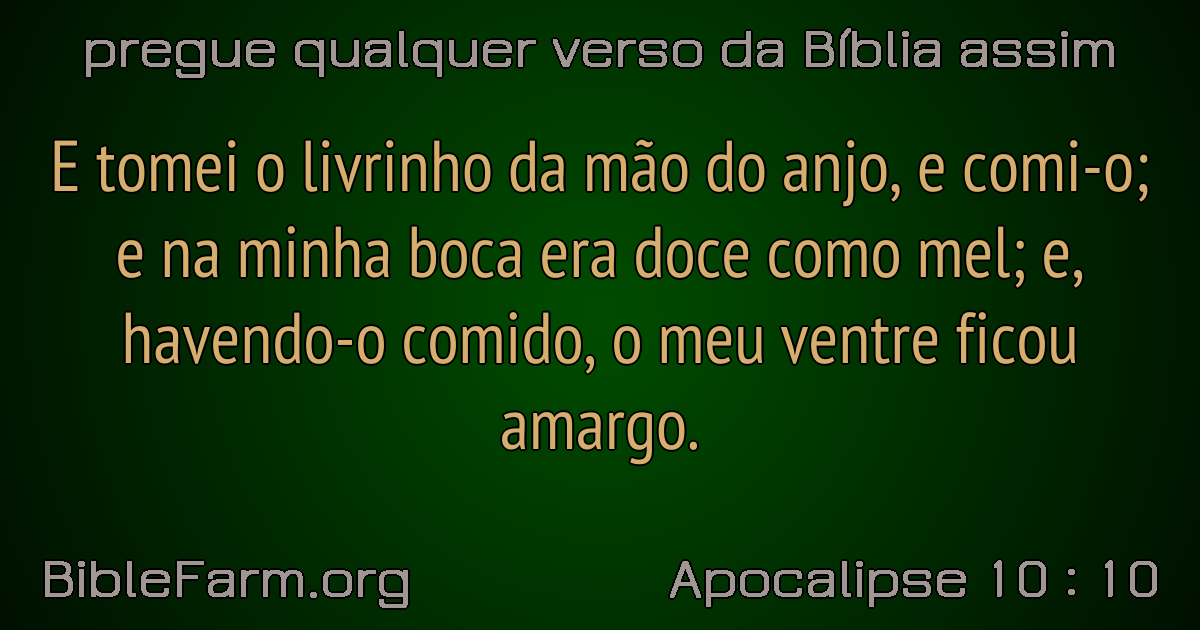 pregue qualquer verso da Bíblia assim
E tomei o livrinho da mão do anjo, e comi-o;
e na minha boca era doce como mel; e,
havendo-o comido, o meu ventre ficou
amargo.
BibleFarm.org
Apocalipse 10 : 10